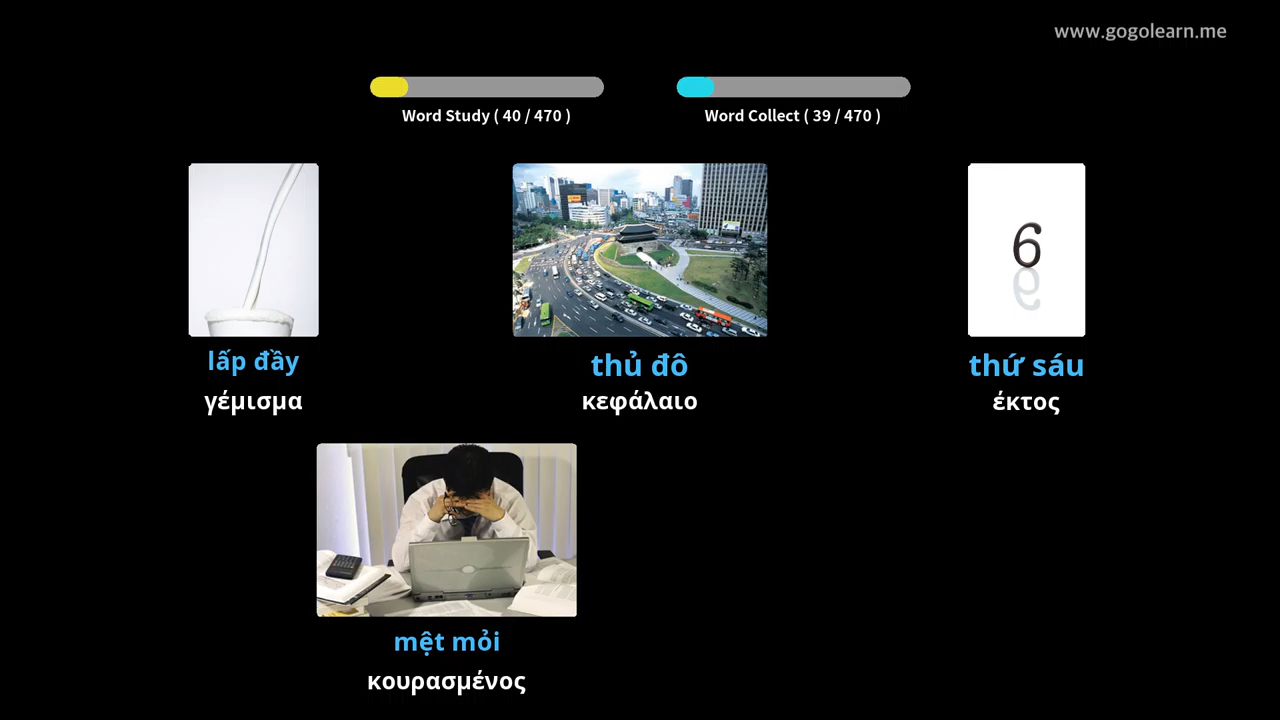 www.gogolearn.me
Word Study ( 40 / 470 )
Word Collect ( 39 / 470 )
6
lấp đầy
γέμισμα
thủ đô
κεφάλαιο
thứ sáu
έκτος
mệt mỏi
κουρασμένος